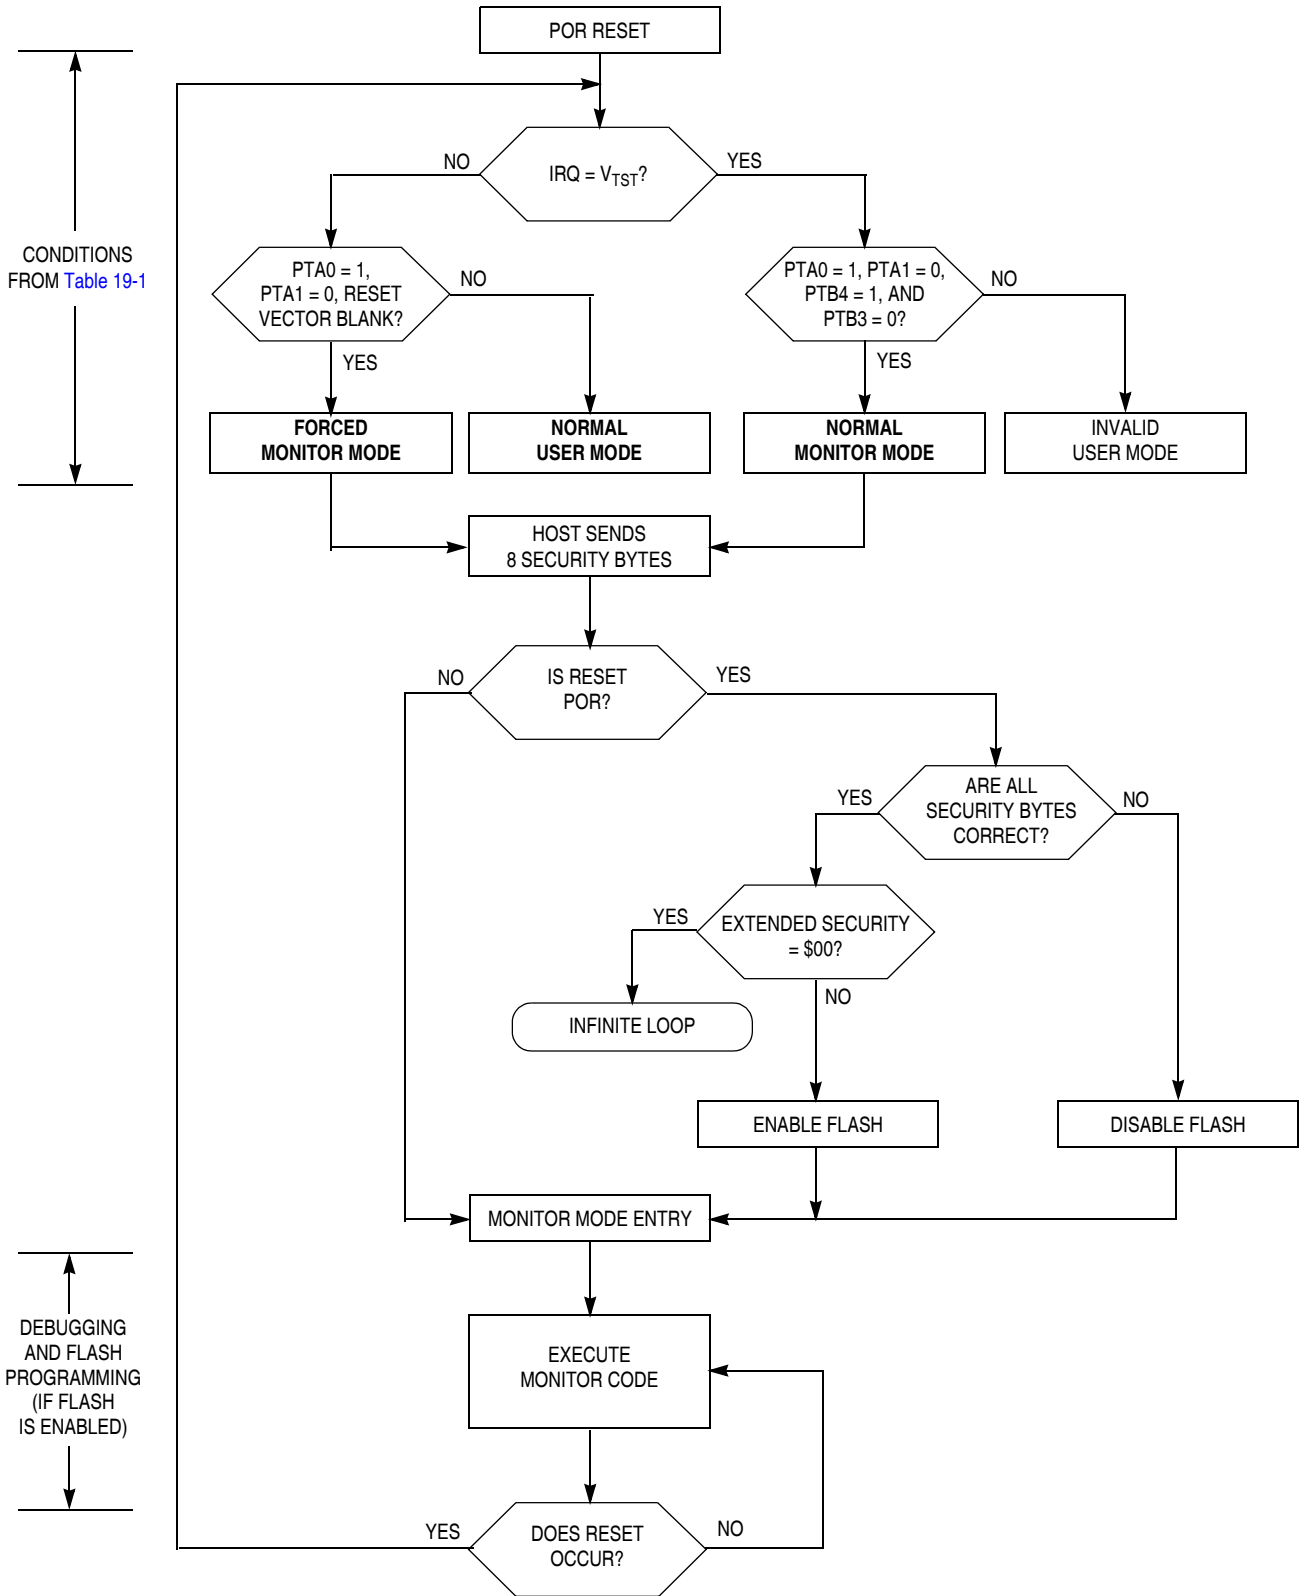 POR RESET
NO
YES
IRQ = VTST?
CONDITIONS
FROM Table 19-1
PTA0 = 1,
PTA1 = 0, RESET
VECTOR BLANK?
NO
YES
PTA0 = 1, PTA1 = 0,
PTB4 = 1, AND
PTB3 = 0?
NO
YES
FORCED
MONITOR MODE
NORMAL
USER MODE
NORMAL
MONITOR MODE
INVALID
USER MODE
HOST SENDS
8 SECURITY BYTES
NO
IS RESET
POR?
YES
YES
ARE ALL
SECURITY BYTES
CORRECT?
NO
YES
EXTENDED SECURITY
= $00?
NO
INFINITE LOOP
ENABLE FLASH
DISABLE FLASH
MONITOR MODE ENTRY
DEBUGGING
AND FLASH
PROGRAMMING
(IF FLASH
IS ENABLED)
EXECUTE
MONITOR CODE
YES
DOES RESET
OCCUR?
NO